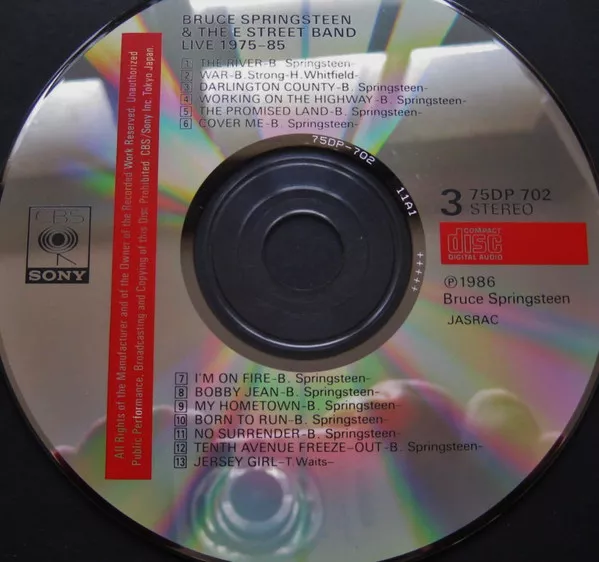 BRUCE SPRINGSTEEN
& THE E STREET BAND
LIVE 1975-85
1 THE RIVER-B. Springsteen-
2 WAR-B. Strong-H. Whitfield-
3 DARLINGTON COUNTY-B. Springsteen-
4 WORKING ON THE HIGHWAY-B. Springsteen-
5 THE PROMISED LAND-B. Springsteen-
6 COVER ME-B. Springsteen-
75DP-702
11A1
+++++
CBS
SONY
3 75DP 702
STEREO
COMPACT
disc
DIGITAL AUDIO
Ⓟ1986
Bruce Springsteen
JASRAC
All Rights of the Manufacturer and of the Owner of the Recorded Work Reserved. Unauthorized
Public Performance, Broadcasting and Copying of this Disc Prohibited. CBS/Sony Inc. Tokyo Japan.
7 I'M ON FIRE-B. Springsteen-
8 BOBBY JEAN-B. Springsteen-
9 MY HOMETOWN-B. Springsteen-
10 BORN TO RUN-B. Springsteen-
11 NO SURRENDER-B. Springsteen-
12 TENTH AVENUE FREEZE-OUT-B. Springsteen-
13 JERSEY GIRL-T Waits-